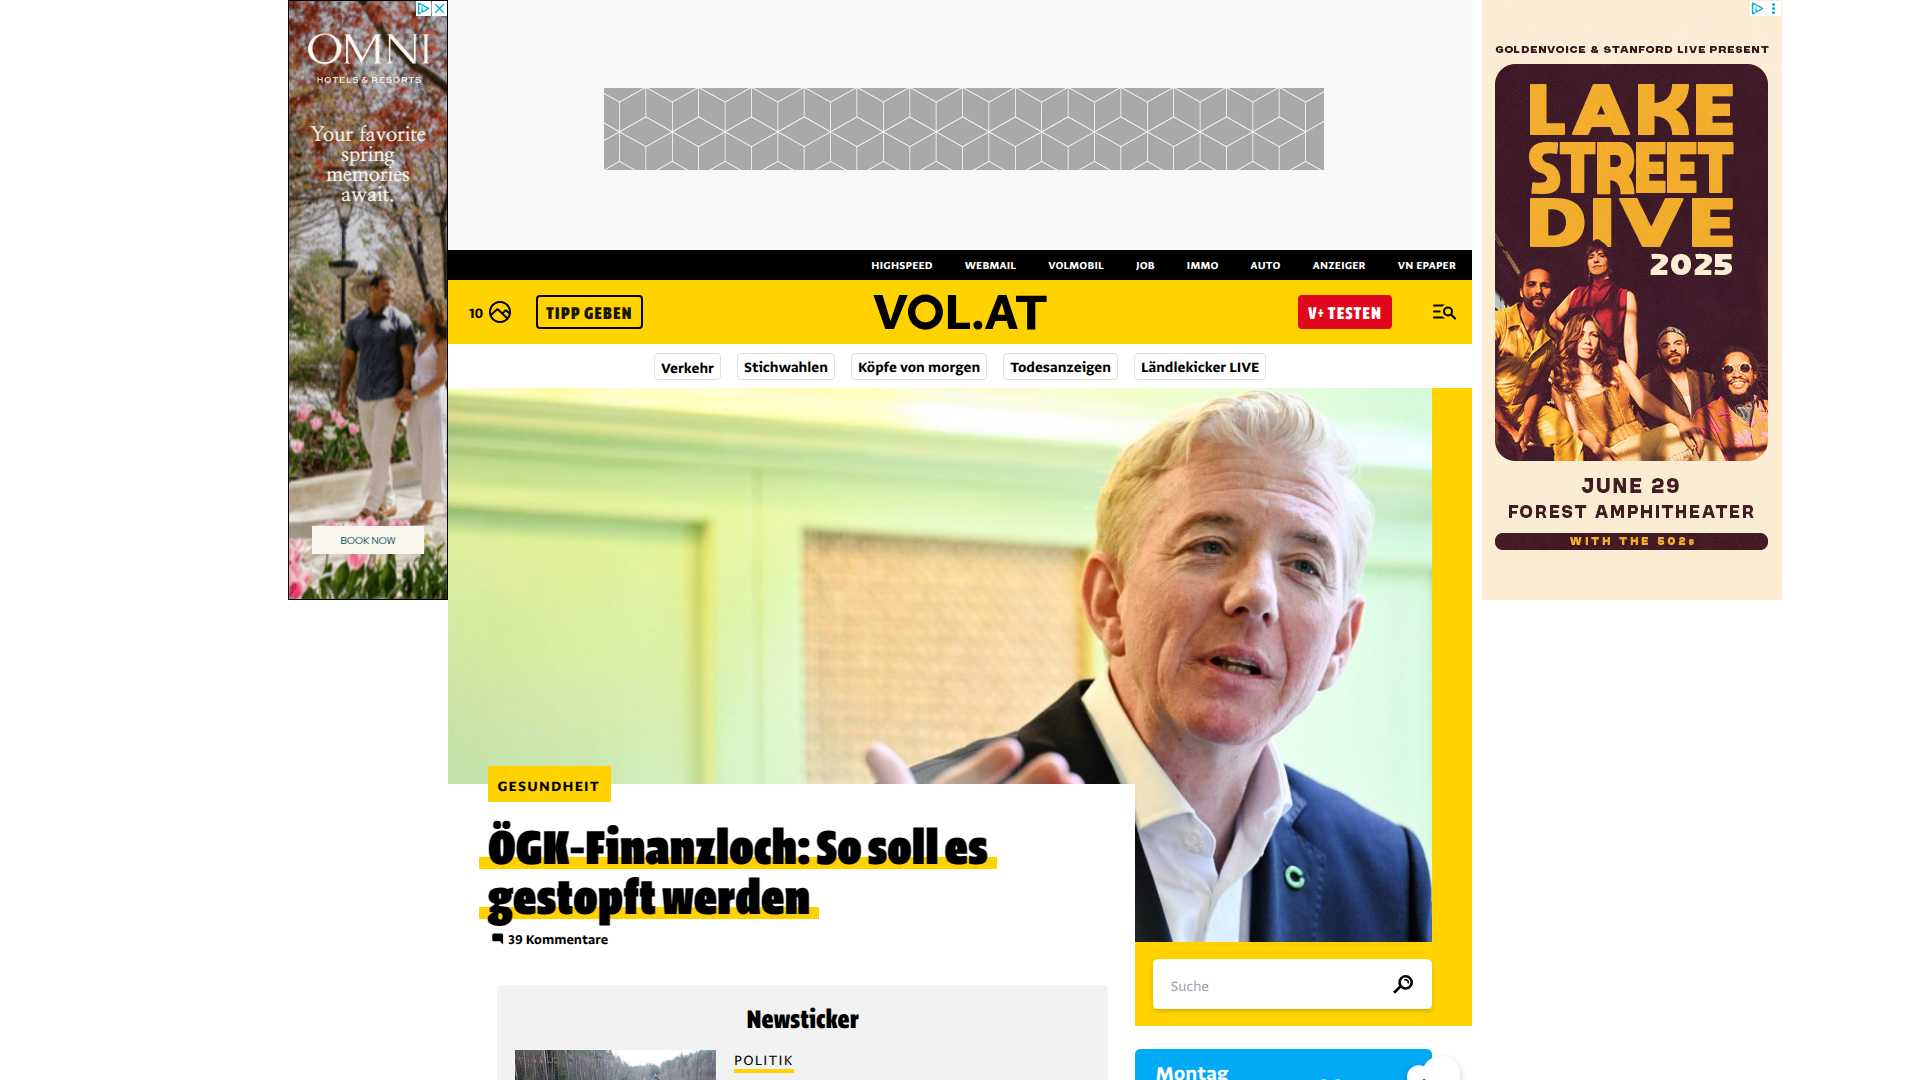 OMNI
HOTELS & RESORTS
Your favorite
spring
memories
await.
BOOK NOW
GOLDENVOICE & STANFORD LIVE PRESENT
LAKE
STREET
DIVE
2025
JUNE 29
FOREST AMPHITHEATER
WITH THE 502s
HIGHSPEED WEBMAIL VOLMOBIL JOB IMMO AUTO ANZEIGER VN EPAPER
10 TIPP GEBEN VOL.AT V+ TESTEN
Verkehr Stichwahlen Köpfe von morgen Todesanzeigen Ländlekicker LIVE
GESUNDHEIT
ÖGK-Finanzloch: So soll es
gestopft werden
39 Kommentare
Suche
Newsticker
POLITIK
Montag